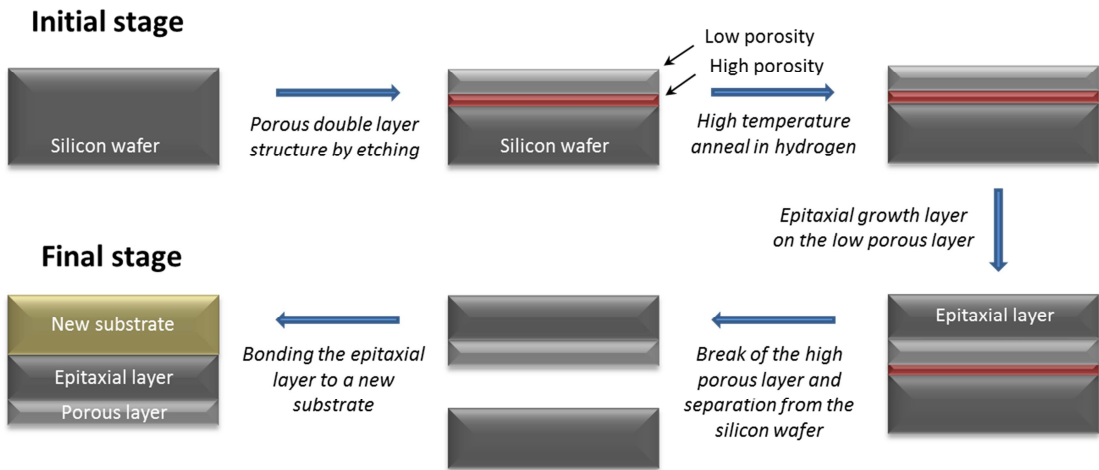 Initial stage
Silicon wafer
Porous double layer
structure by etching
Low porosity
High porosity
Silicon wafer
High temperature
anneal in hydrogen
Epitaxial growth layer
on the low porous layer
Epitaxial layer
Break of the high
porous layer and
separation from the
silicon wafer
Bonding the epitaxial
layer to a new
substrate
Final stage
New substrate
Epitaxial layer
Porous layer